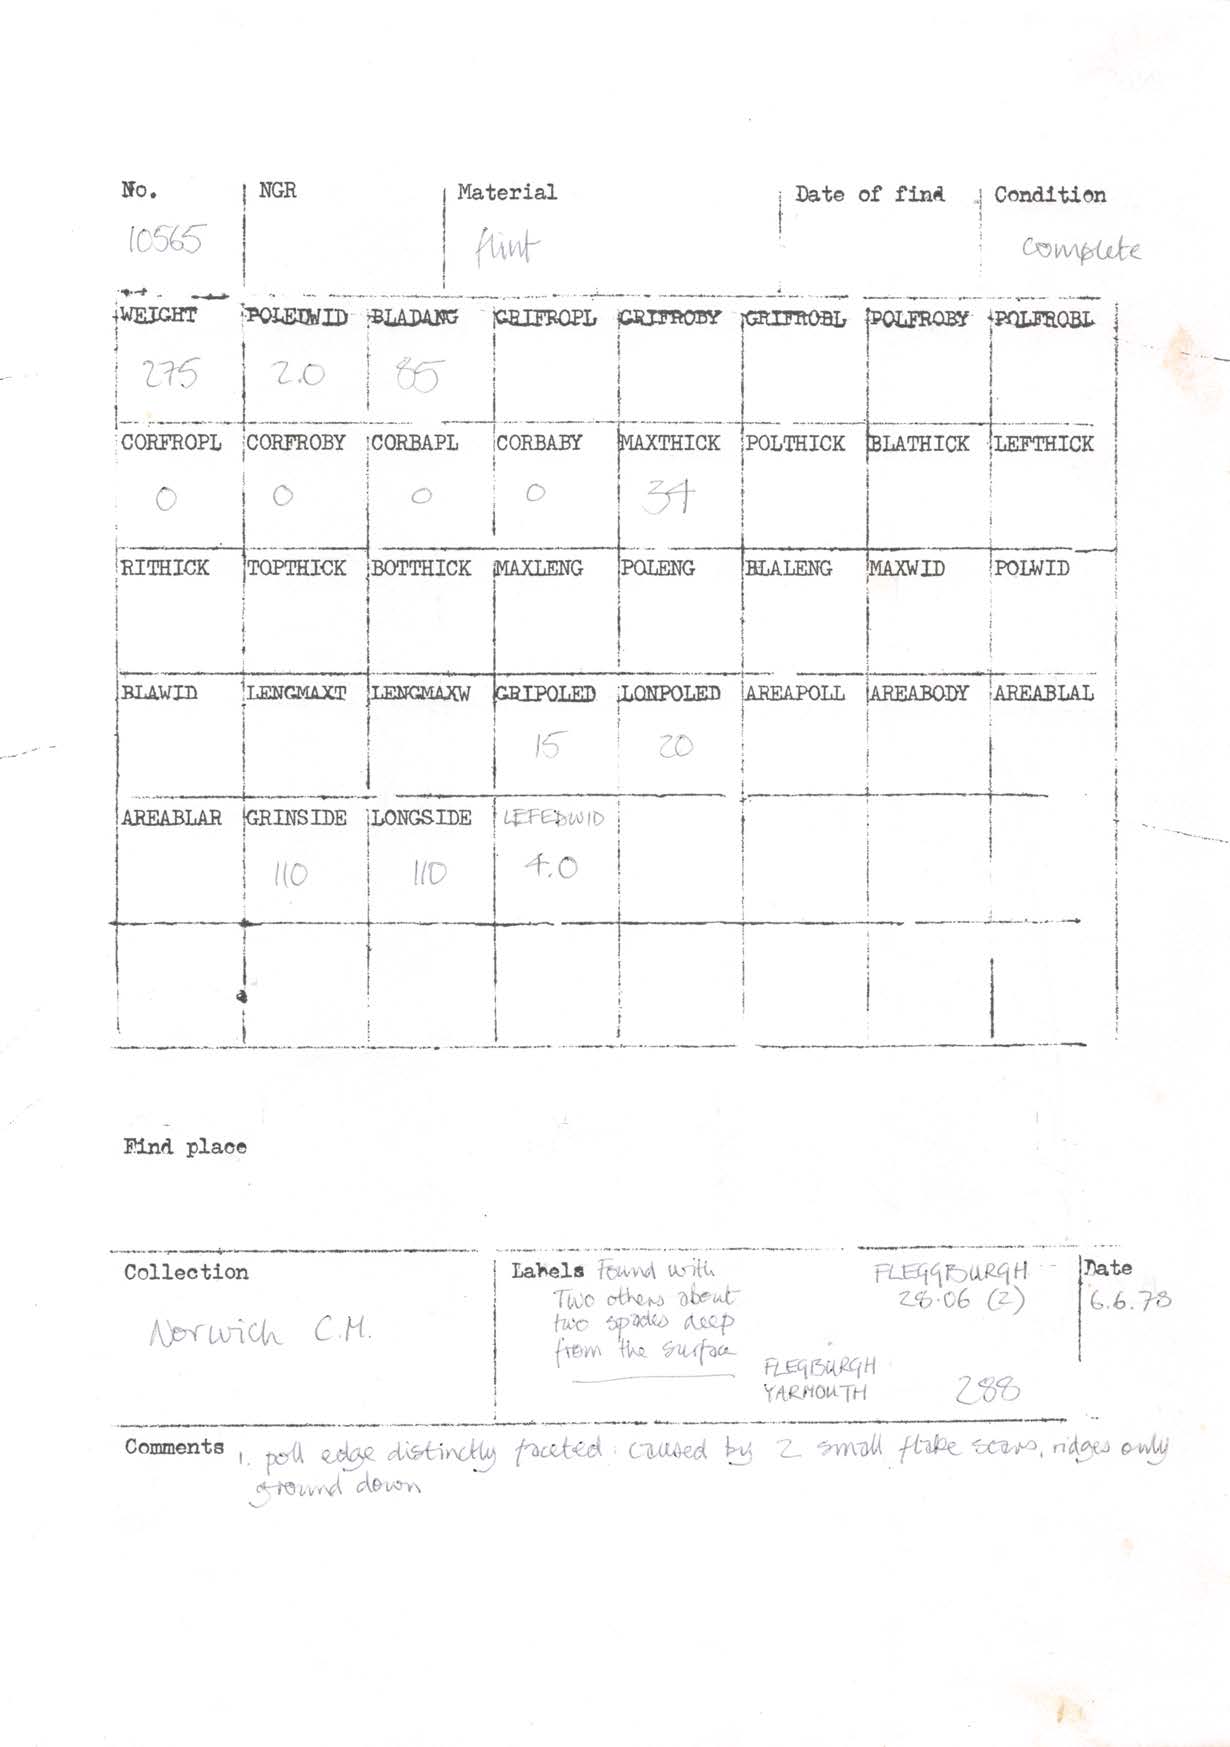 No. NGR Material Date of find Condition
10565 flint complete
WEIGHT POLEDWID BLADANG GRIFROPL GRIFROBY GRIFROBL POLFROBY POLFROBL
275 2.0 85
CORFROPL CORFROBY CORBAPL CORBABY MAXTHICK POLTHICK BLATHICK LEFTHICK
0 0 0 0 34
RITHICK TOPTHICK BOTTHICK MAXLENG POLENG BLALENG MAXWID POLWID
BLAWID LENGMAXT LENGMAXW GRIPOLED LONPOLED AREAPOLL AREABODY AREABLAL
15 20
AREABLAR GRINSIDE LONGSIDE LEFEDWID
110 110 4.0
Find place
Collection
Norwich C.M.
Labels Found with
Two others about
two spades deep
from the surface
FLEGGBURGH
28.06 (2)
FLEGBURGH
YARMOUTH 288
Date
6.6.78
Comments 1. poll edge distinctly faceted: caused by 2 small flake scars, ridges only
ground down